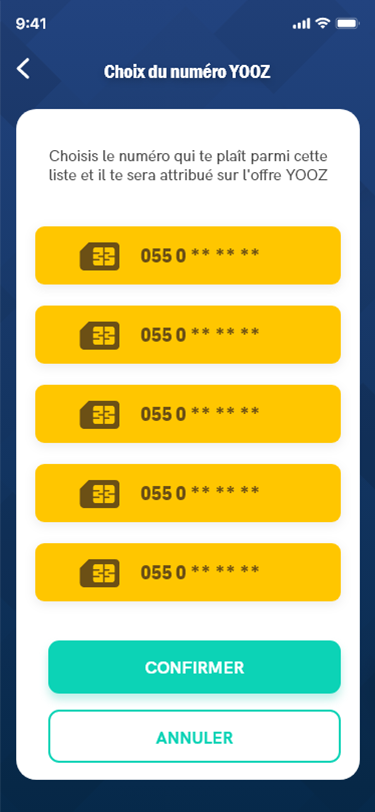 9:41
Choix du numéro YOOZ
Choisis le numéro qui te plaît parmi cette
liste et il te sera attribué sur l'offre YOOZ
055 0 ** ** **
055 0 ** ** **
055 0 ** ** **
055 0 ** ** **
055 0 ** ** **
CONFIRMER
ANNULER